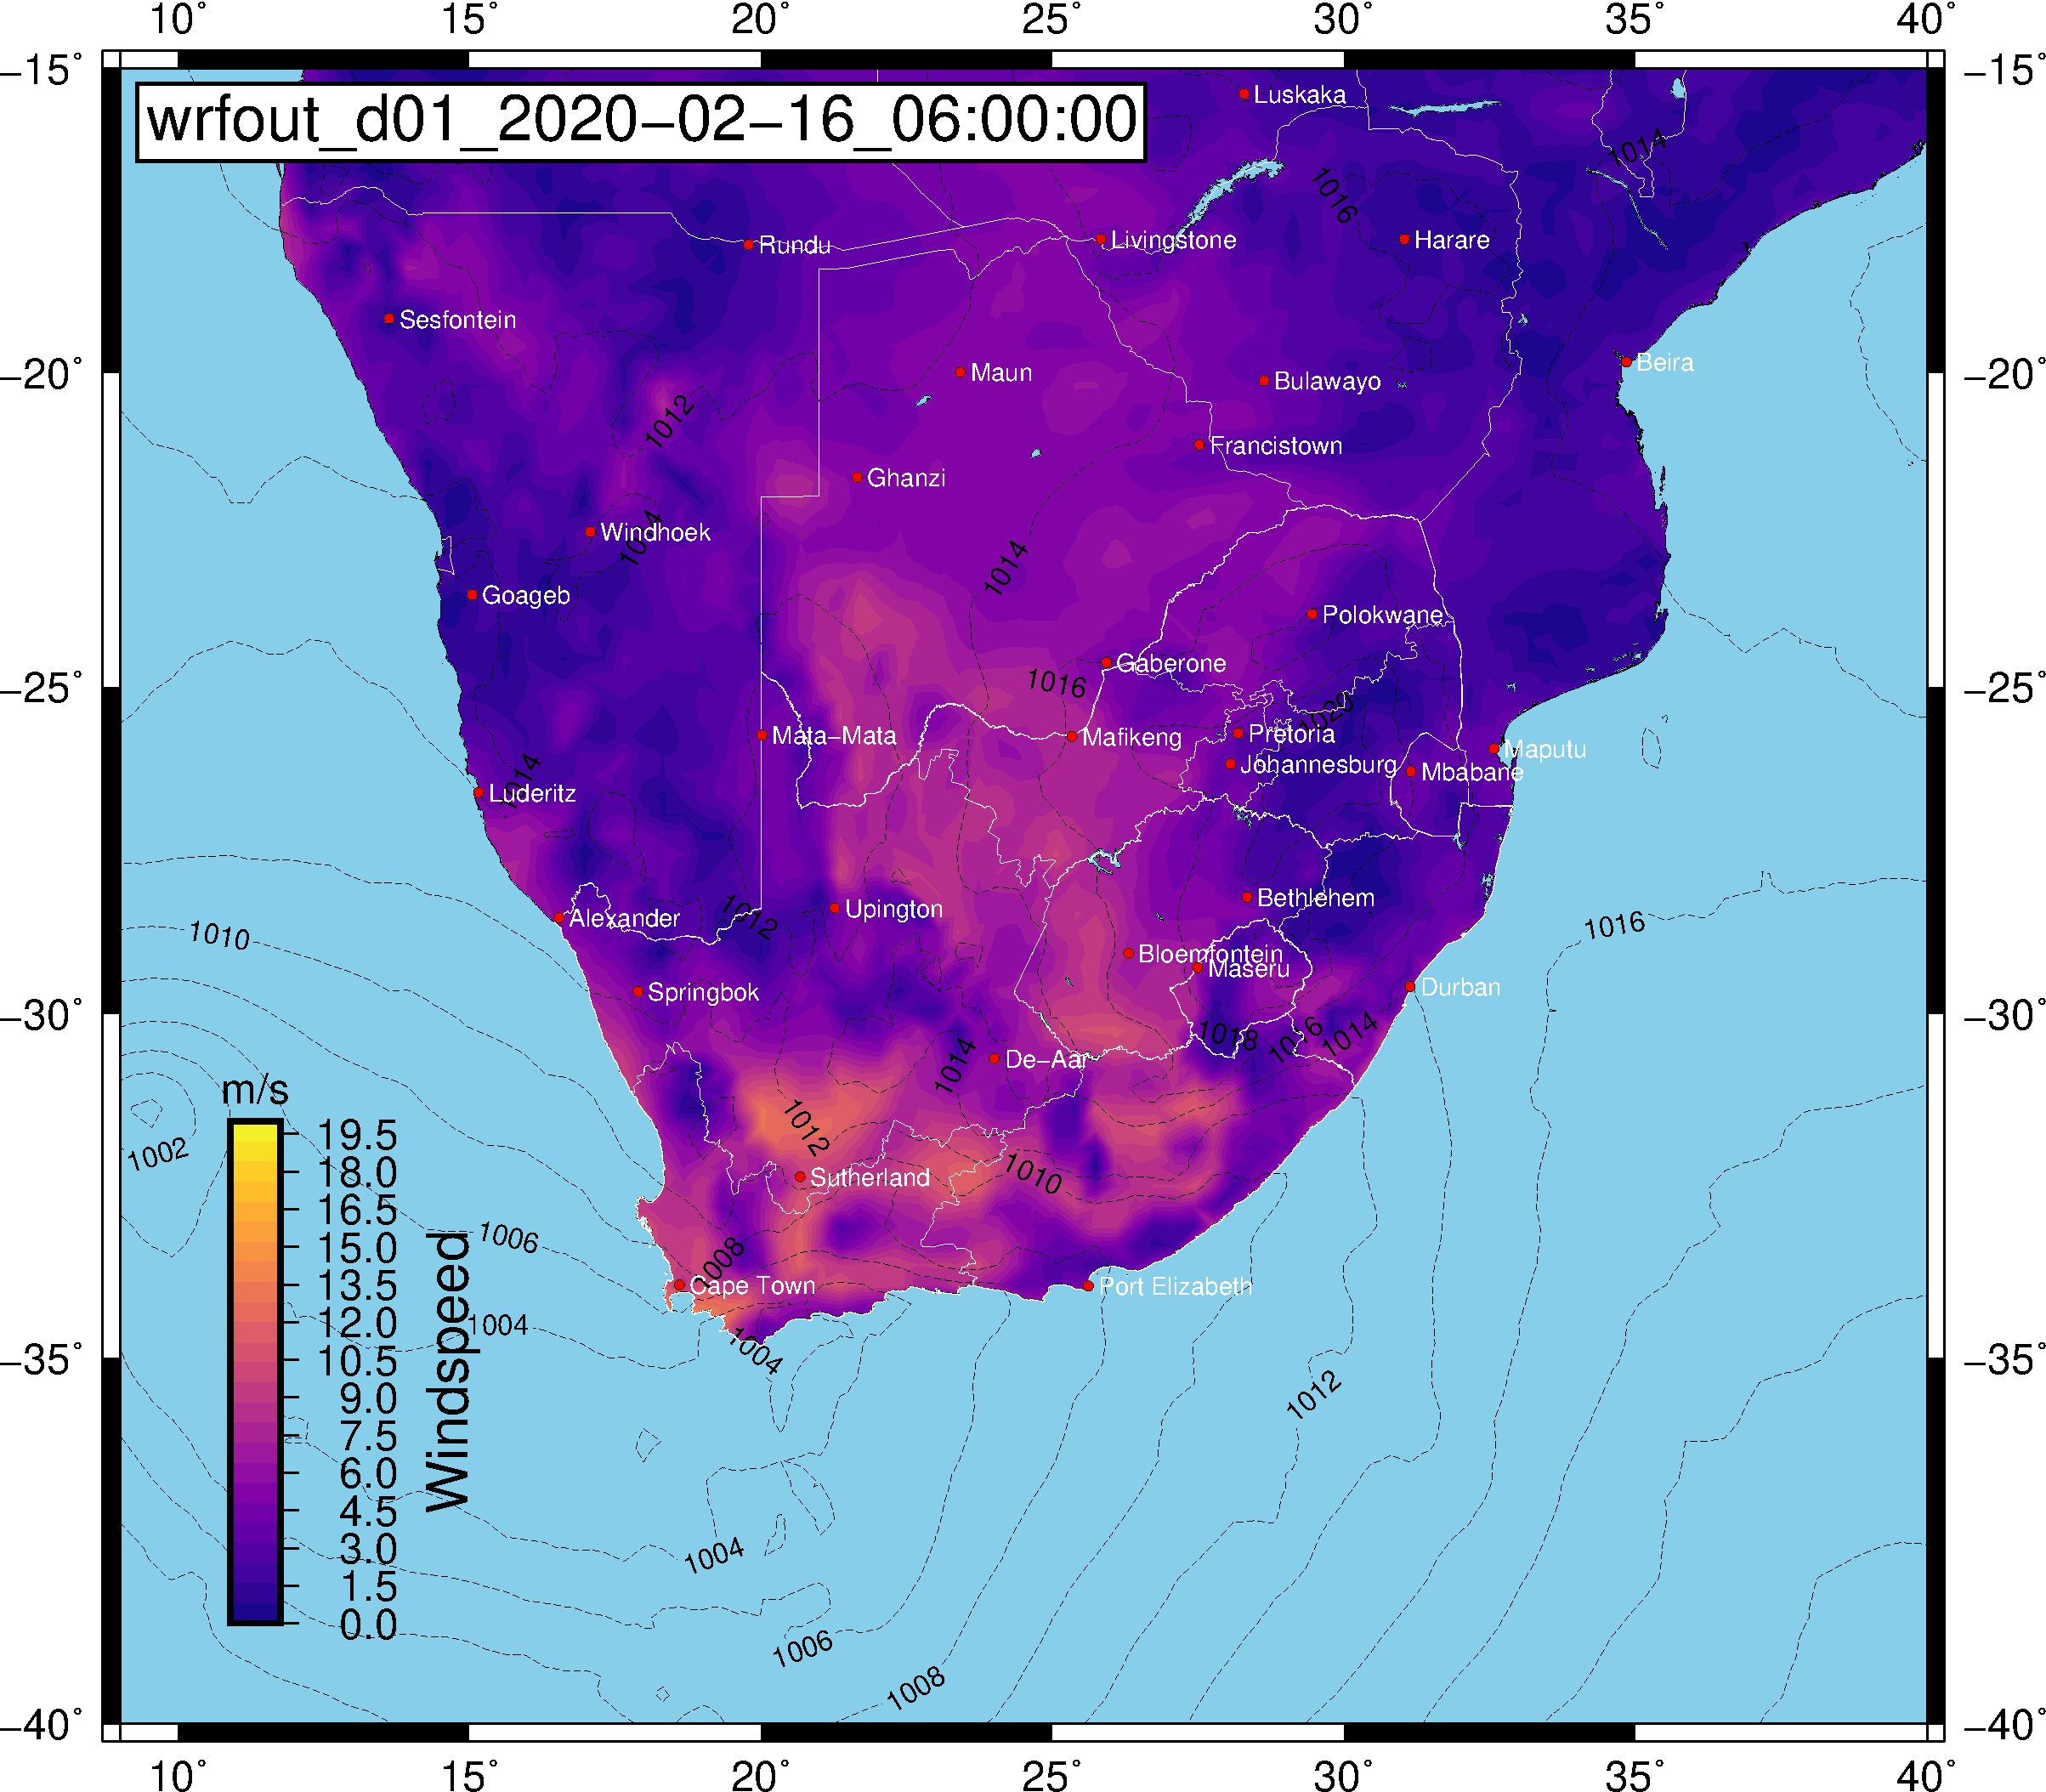 10° 15° 20° 25° 30° 35° 40°
−15° −15°
wrfout_d01_2020−02−16_06:00:00
Luskaka
1014
1016
Rundu
Livingstone
Harare
Sesfontein
Beira
−20° −20°
Maun
Bulawayo
1012
Francistown
Ghanzi
Windhoek
1014
1014
Goageb
Polokwane
Gaberone
1016
−25° −25°
1020
Mata−Mata
Mafikeng
Pretoria
Maputu
Johannesburg
Mbabane
1014
Luderitz
Bethlehem
Upington
1012
Alexander
1016
1010
Bloemfontein
Maseru
Springbok
Durban
−30° −30°
1018
1016
1014
De−Aar
1014
m/s
1012
1002
Sutherland
1010
1006
1008
Cape Town
Port Elizabeth
1004
1004
−35° −35°
1012
19.5
18.0
16.5
15.0
13.5
12.0
10.5
9.0
7.5
6.0
4.5
3.0
1.5
0.0
Windspeed
1004
1006
1008
−40° −40°
10° 15° 20° 25° 30° 35° 40°